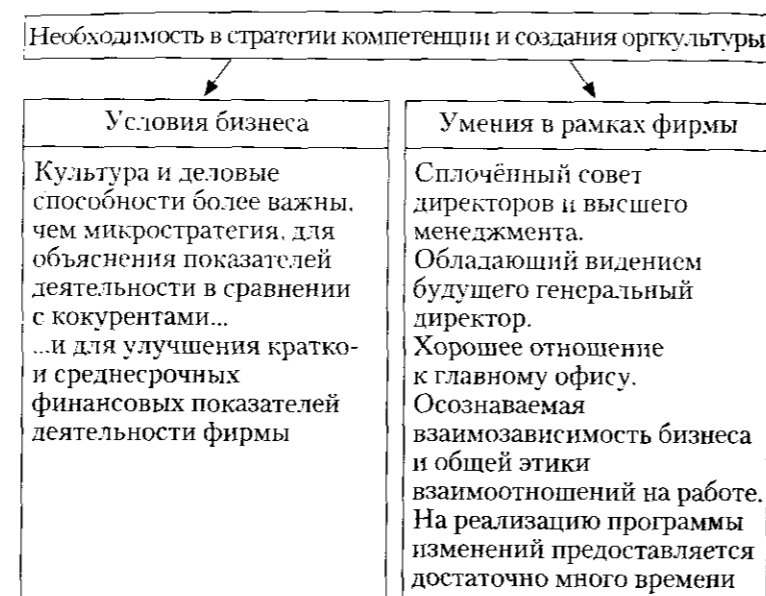 Необходимость в стратегии компетенции и создания оргкультуры
Условия бизнеса
Культура и деловые
способности более важны,
чем микростратегия, для
объяснения показателей
деятельности в сравнении
с кокурентами...
...и для улучшения кратко-
и среднесрочных
финансовых показателей
деятельности фирмы
Умения в рамках фирмы
Сплочённый совет
директоров и высшего
менеджмента.
Обладающий видением
будущего генеральный
директор.
Хорошее отношение
к главному офису.
Осознаваемая
взаимозависимость бизнеса
и общей этики
взаимоотношений на работе.
На реализацию программы
изменений предоставляется
достаточно много времени